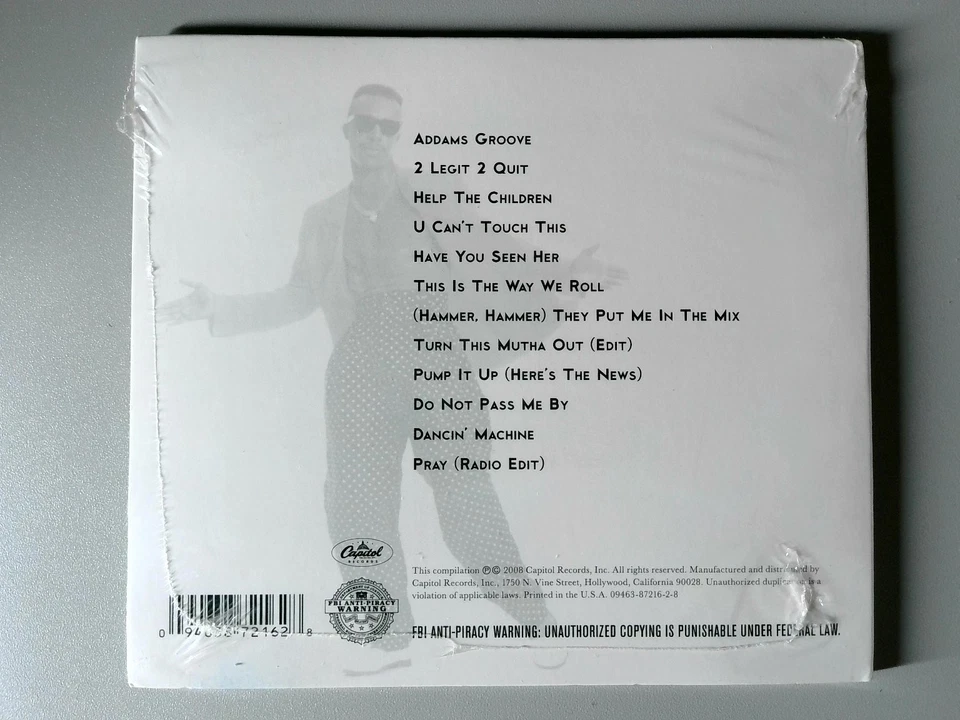 Addams Groove
2 Legit 2 Quit
Help The Children
U Can't Touch This
Have You Seen Her
This Is The Way We Roll
(Hammer, Hammer) They Put Me In The Mix
Turn This Mutha Out (Edit)
Pump It Up (Here's The News)
Do Not Pass Me By
Dancin' Machine
Pray (Radio Edit)
Capitol
RECORDS
This compilation ℗© 2008 Capitol Records, Inc. All rights reserved. Manufactured and distributed by
Capitol Records, Inc., 1750 N. Vine Street, Hollywood, California 90028. Unauthorized duplication is a
violation of applicable laws. Printed in the U.S.A. 09463-87216-2-8
FBI ANTI-PIRACY
WARNING
FBI ANTI-PIRACY WARNING: UNAUTHORIZED COPYING IS PUNISHABLE UNDER FEDERAL LAW.
0 72162 8